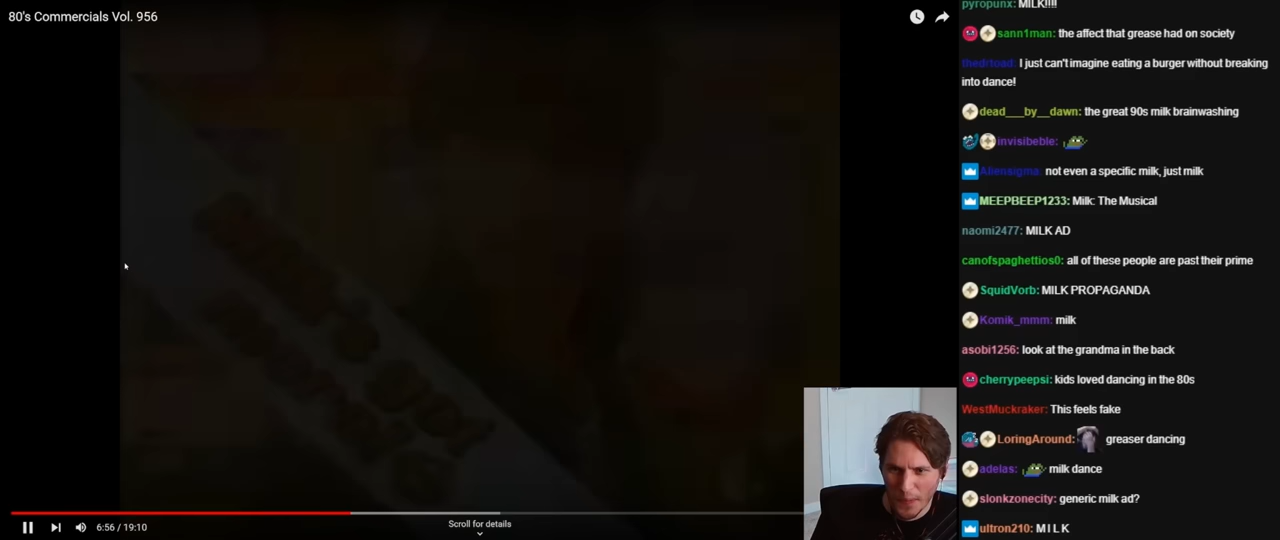 80's Commercials Vol. 956
6:56 / 19:10
Scroll for details
pyropunx: MILK!!!!
sann1man: the affect that grease had on society
thedrtoad: I just can't imagine eating a burger without breaking
into dance!
dead___by__dawn: the great 90s milk brainwashing
invisibeble:
Aliensigma: not even a specific milk, just milk
MEEPBEEP1233: Milk: The Musical
naomi2477: MILK AD
canofspaghettios0: all of these people are past their prime
SquidVorb: MILK PROPAGANDA
Komik_mmm: milk
asobi1256: look at the grandma in the back
cherrypeepsi: kids loved dancing in the 80s
WestMuckraker: This feels fake
LoringAround: greaser dancing
adelas: milk dance
slonkzonecity: generic milk ad?
ultron210: M I L K